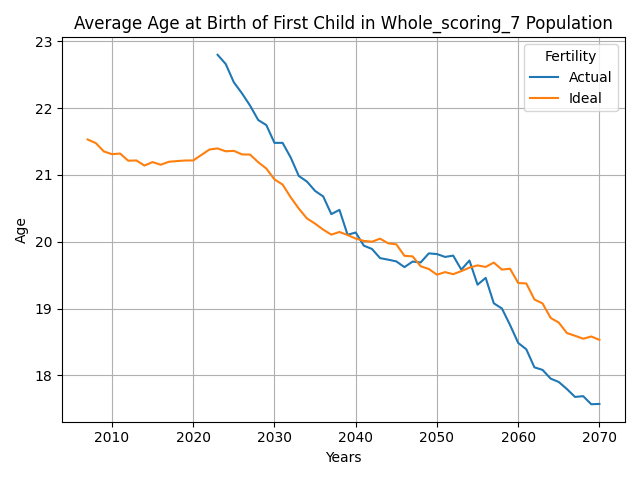 Average Age at Birth of First Child in Whole_scoring_7 Population
Fertility
Actual
Ideal
Age
23
22
21
20
19
18
2010 2020 2030 2040 2050 2060 2070
Years